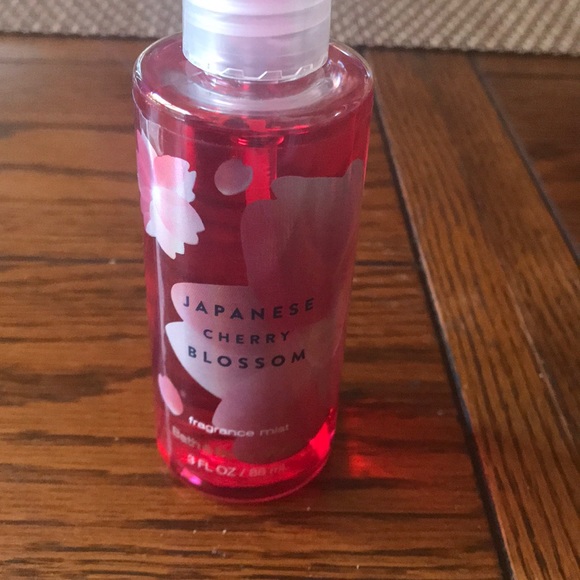 JAPANESE
CHERRY
BLOSSOM
fragrance mist
Bath &
3 FL OZ / 88 mL